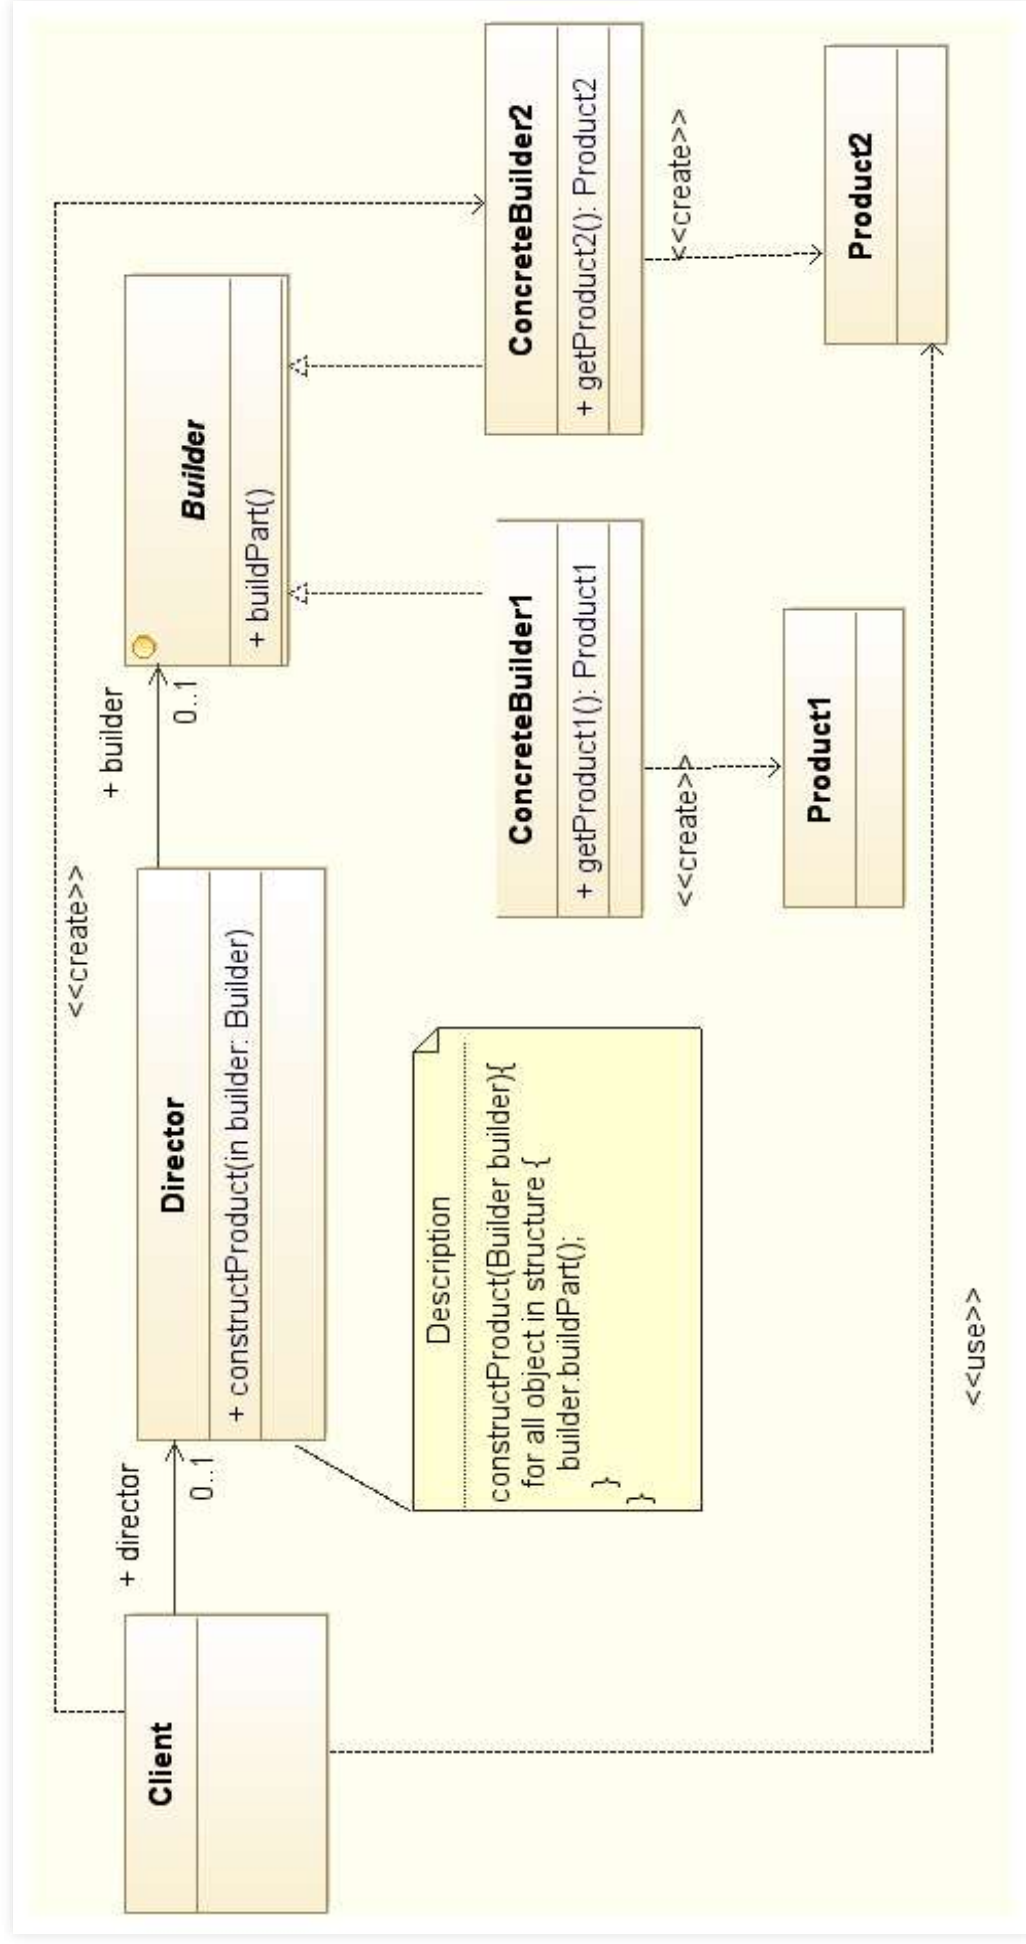 <<create>>
Client
+ director
0..1
Director
+ constructProduct(in builder: Builder)
+ builder
0..1
Builder
+ buildPart()
Description
constructProduct(Builder builder){
for all object in structure {
builder.buildPart();
}
}
ConcreteBuilder1
+ getProduct1(): Product1
ConcreteBuilder2
+ getProduct2(): Product2
<<create>>
<<create>>
Product1
Product2
<<use>>